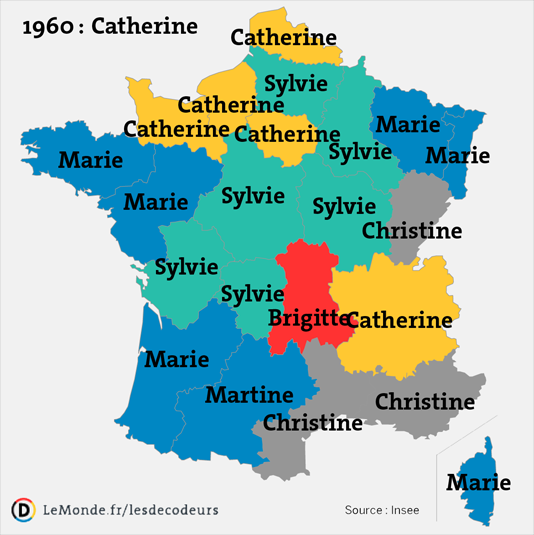 1960 : Catherine
Catherine
Sylvie
Catherine
Catherine
Catherine
Marie
Sylvie
Marie
Marie
Marie
Sylvie
Sylvie
Christine
Sylvie
Sylvie
Brigitte
Catherine
Marie
Martine
Christine
Christine
Marie
D LeMonde.fr/lesdecodeurs
Source : Insee